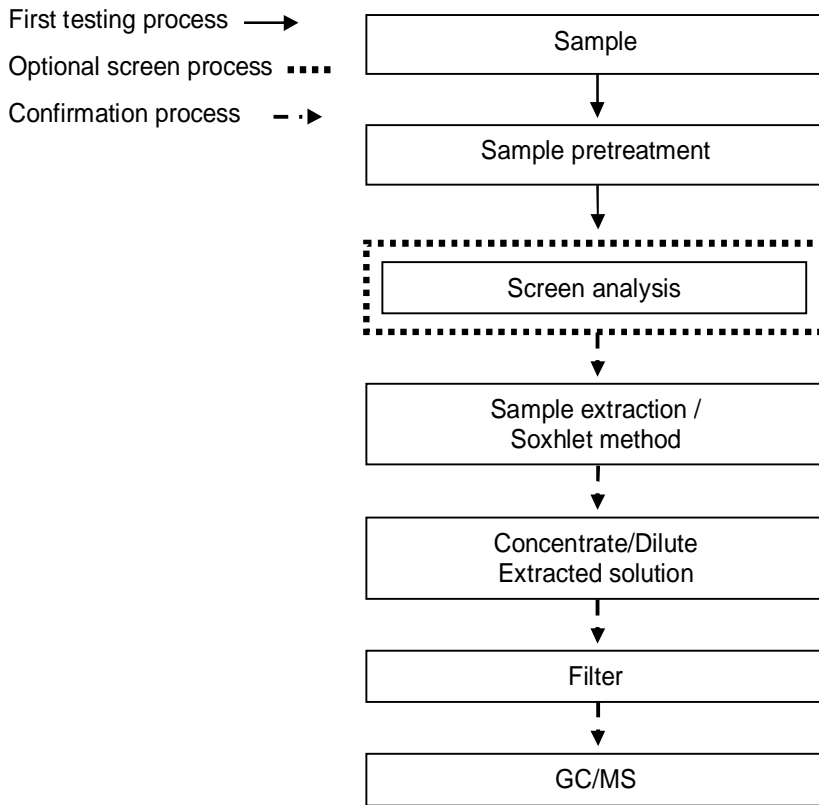 First testing process
Optional screen process
Confirmation process
Sample
Sample pretreatment
Screen analysis
Sample extraction /
Soxhlet method
Concentrate/Dilute
Extracted solution
Filter
GC/MS